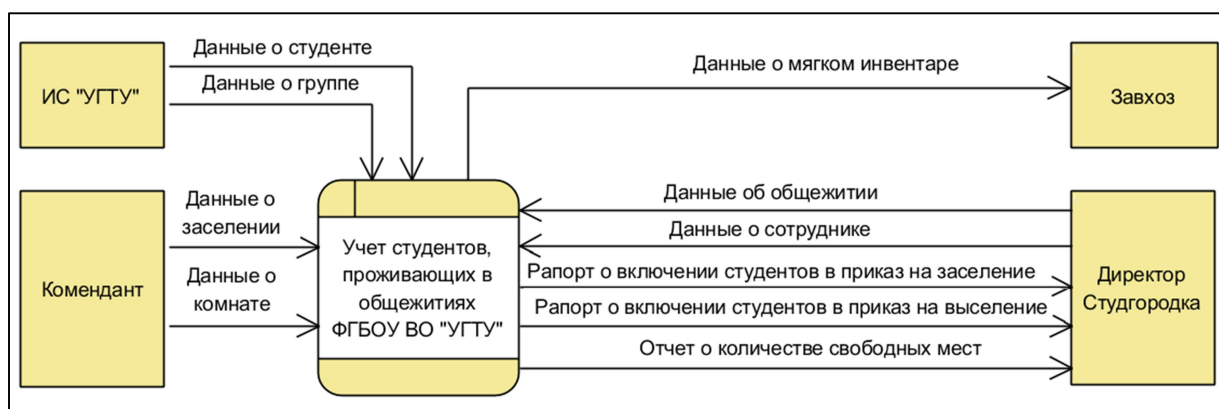 ИС "УГТУ"
Данные о студенте
Данные о группе
Данные о мягком инвентаре
Завхоз
Комендант
Данные о
заселении
Данные о
комнате
Учет студентов,
проживающих в
общежитиях
ФГБОУ ВО "УГТУ"
Данные об общежитии
Данные о сотруднике
Рапорт о включении студентов в приказ на заселение
Рапорт о включении студентов в приказ на выселение
Отчет о количестве свободных мест
Директор
Студгородка